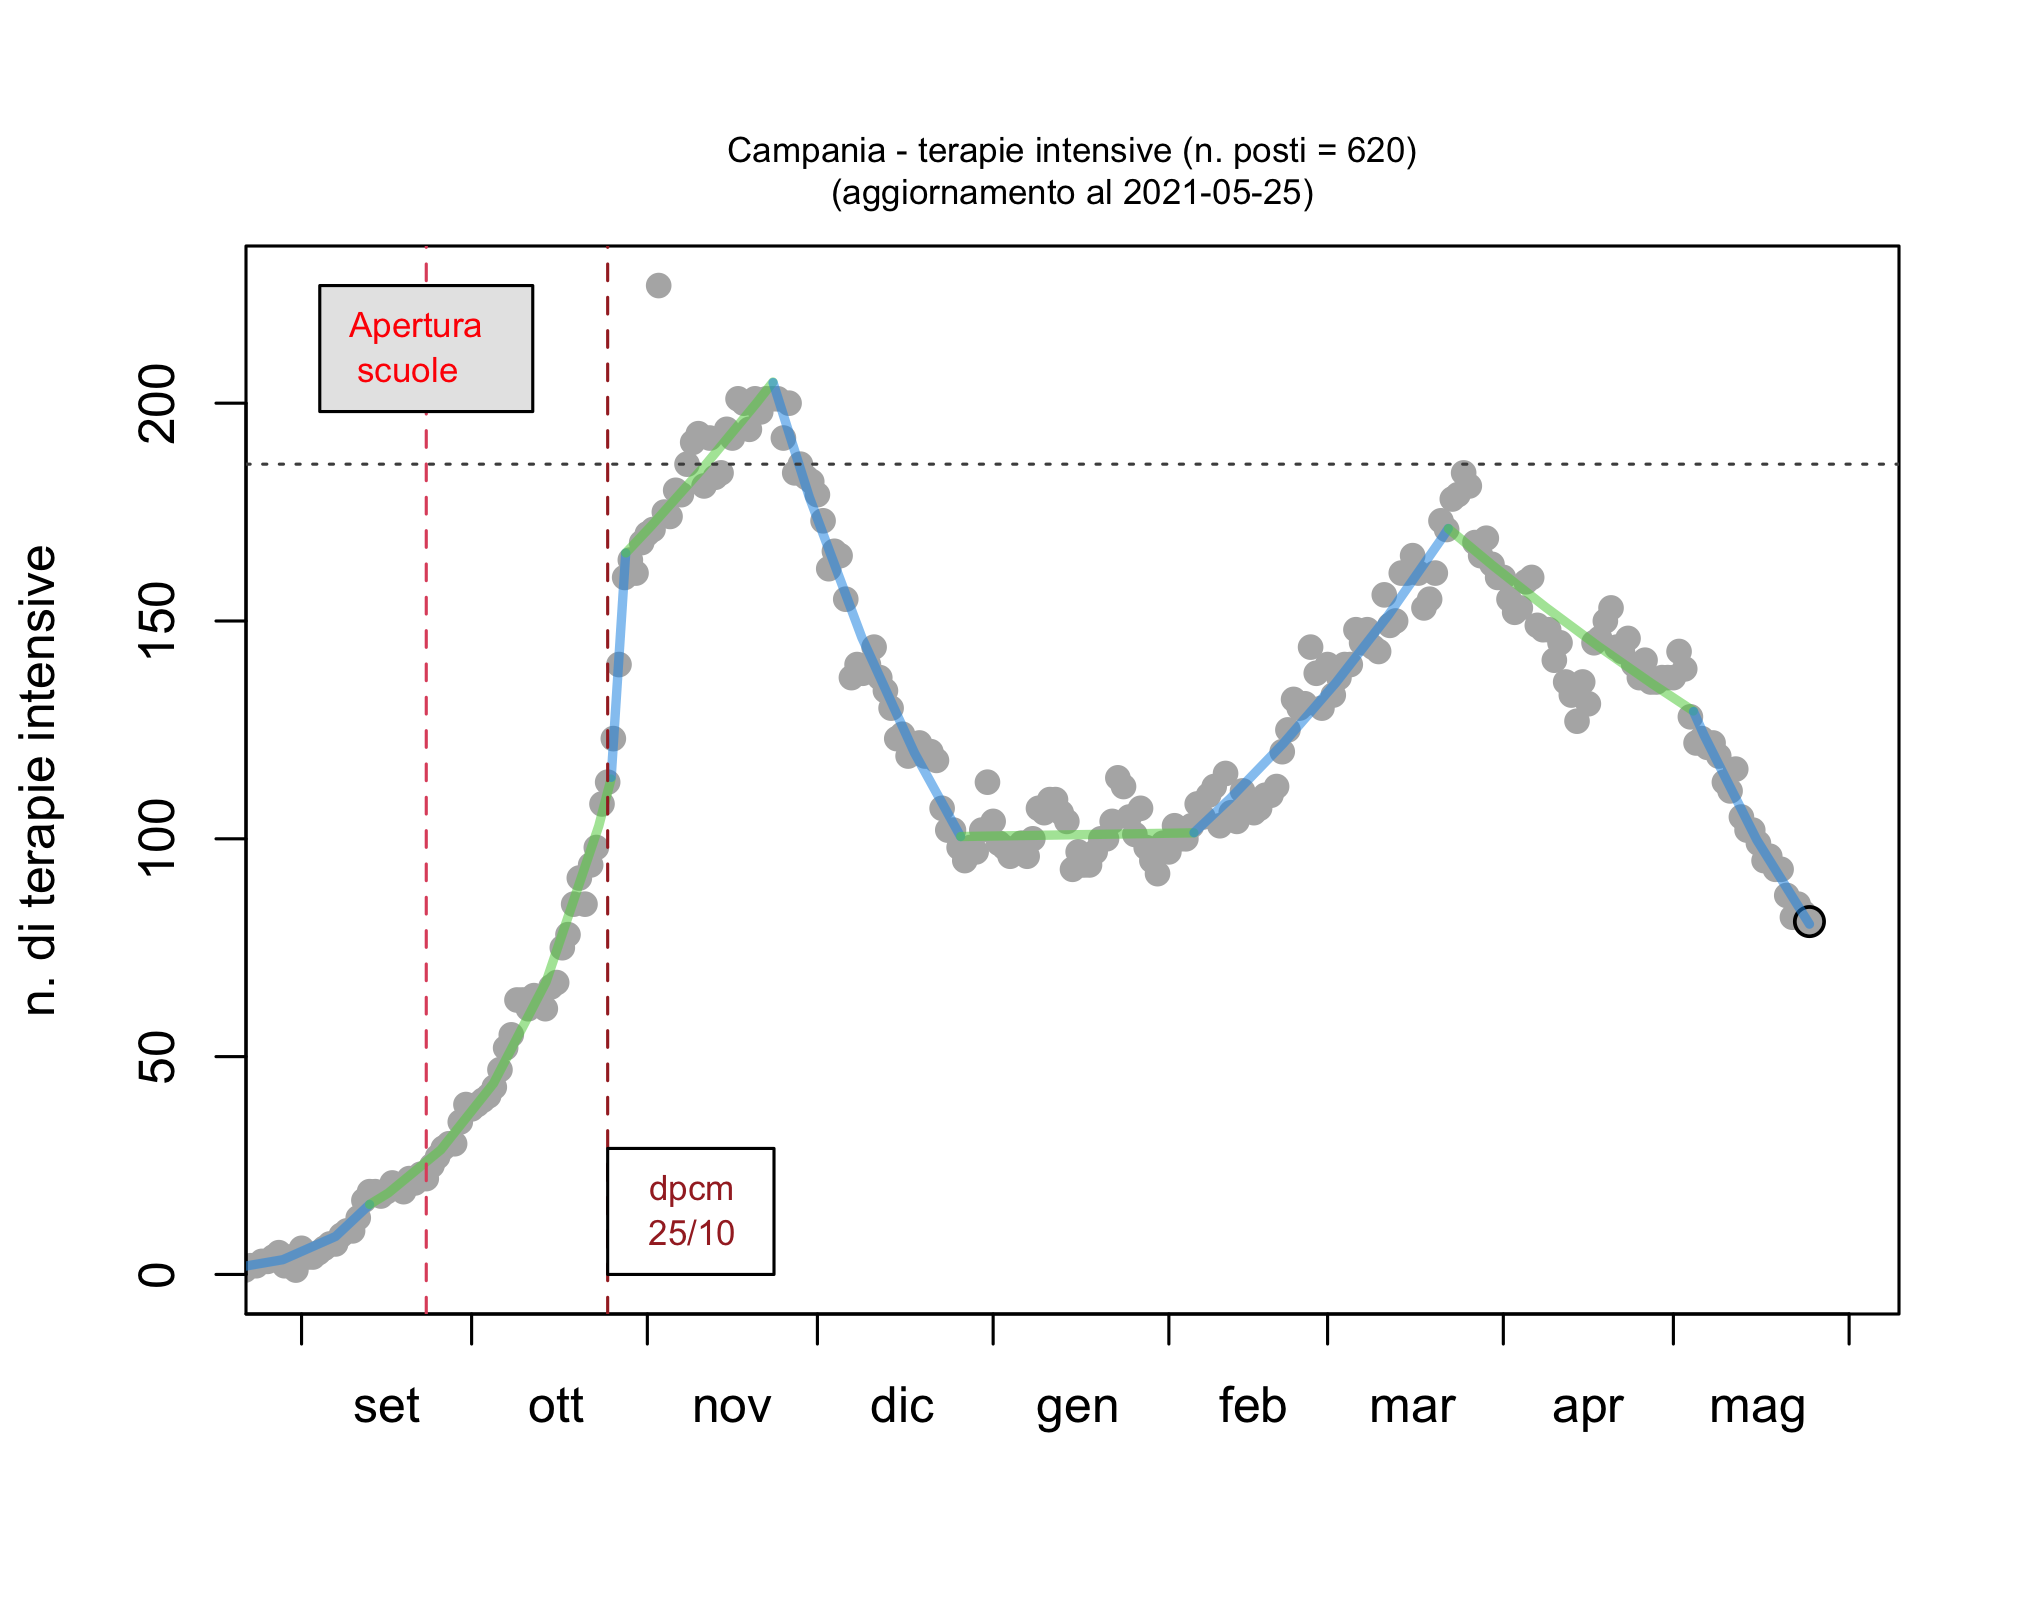 Campania - terapie intensive (n. posti = 620)
(aggiornamento al 2021-05-25)
Apertura
scuole
n. di terapie intensive
200
150
100
50
0
dpcm
25/10
set ott nov dic gen feb mar apr mag